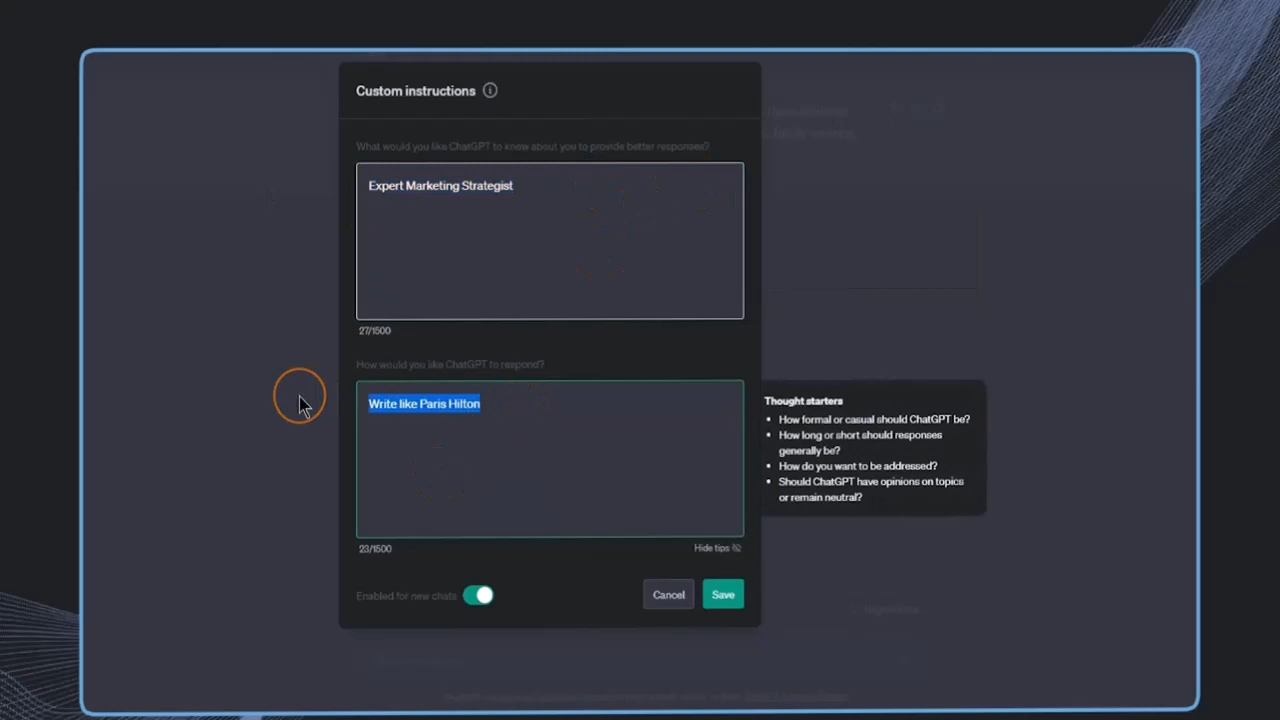 Custom instructions
What would you like ChatGPT to know about you to provide better responses?
Expert Marketing Strategist
27/1500
How would you like ChatGPT to respond?
Write like Paris Hilton
Thought starters
• How formal or casual should ChatGPT be?
• How long or short should responses
generally be?
• How do you want to be addressed?
• Should ChatGPT have opinions on topics
or remain neutral?
23/1500
Hide tips
Enabled for new chats
Cancel
Save